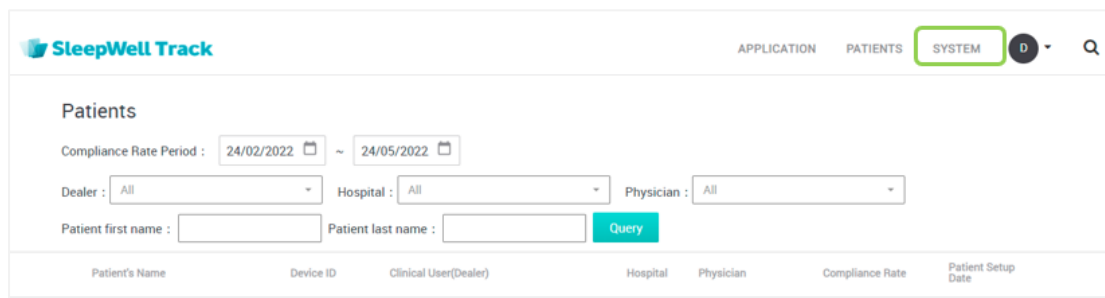 SleepWell Track APPLICATION PATIENTS SYSTEM D
Patients
Compliance Rate Period : 24/02/2022 ~ 24/05/2022
Dealer : All Hospital : All Physician : All
Patient first name : Patient last name : Query
Patient's Name Device ID Clinical User(Dealer) Hospital Physician Compliance Rate Patient Setup
Date